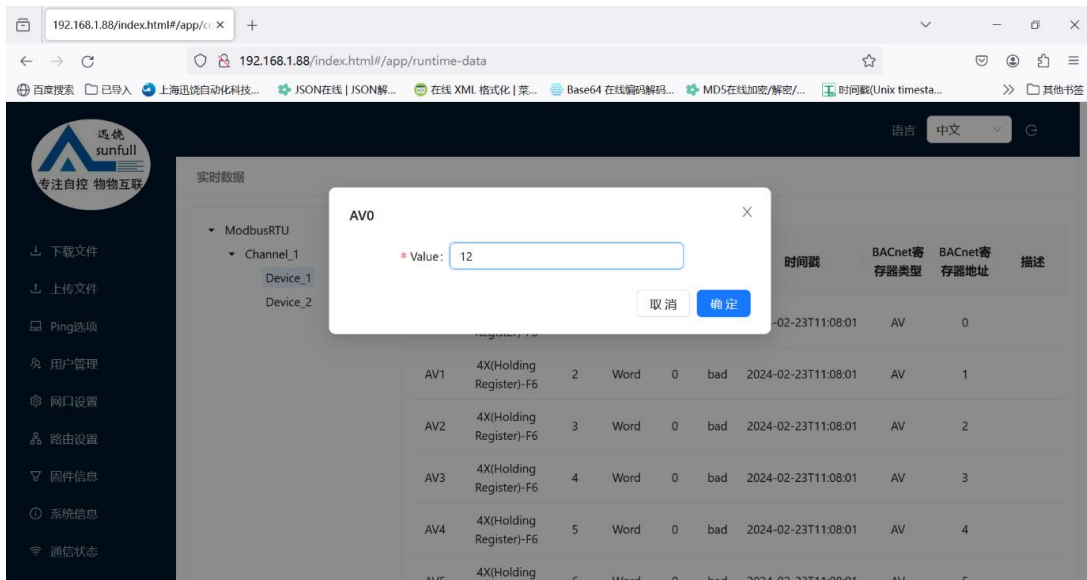 192.168.1.88/index.html#/app/co
192.168.1.88/index.html#/app/runtime-data
百度搜索 已导入 上海迅饶自动化科技... JSON在线 | JSON解... 在线 XML 格式化 | 菜... Base64 在线编码解码... MD5在线加密/解密/... 时间戳(Unix timesta... 其他书签
迅饶
sunfull
专注自控 物物互联
语言 中文
实时数据
下载文件
上传文件
Ping选项
用户管理
网口设置
路由设置
固件信息
系统信息
通信状态
ModbusRTU
Channel_1
Device_1
Device_2
AV0
* Value: 12
取消 确定
时间戳 BACnet寄存器类型 BACnet寄存器地址 描述
-02-23T11:08:01 AV 0
AV1 4X(Holding Register)-F6 2 Word 0 bad 2024-02-23T11:08:01 AV 1
AV2 4X(Holding Register)-F6 3 Word 0 bad 2024-02-23T11:08:01 AV 2
AV3 4X(Holding Register)-F6 4 Word 0 bad 2024-02-23T11:08:01 AV 3
AV4 4X(Holding Register)-F6 5 Word 0 bad 2024-02-23T11:08:01 AV 4
4X(Holding